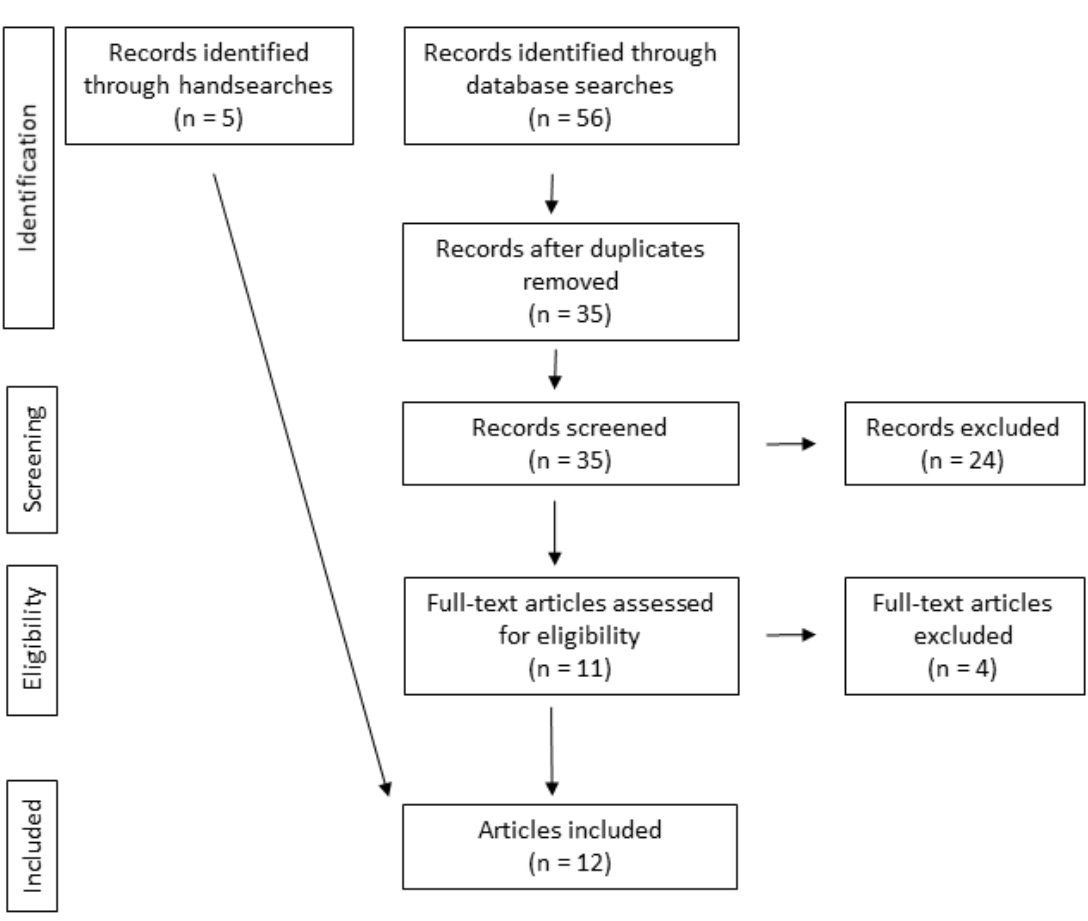 Identification
Records identified
through handsearches
(n = 5)
Records identified through
database searches
(n = 56)
Records after duplicates
removed
(n = 35)
Screening
Records screened
(n = 35)
Records excluded
(n = 24)
Eligibility
Full-text articles assessed
for eligibility
(n = 11)
Full-text articles
excluded
(n = 4)
Included
Articles included
(n = 12)